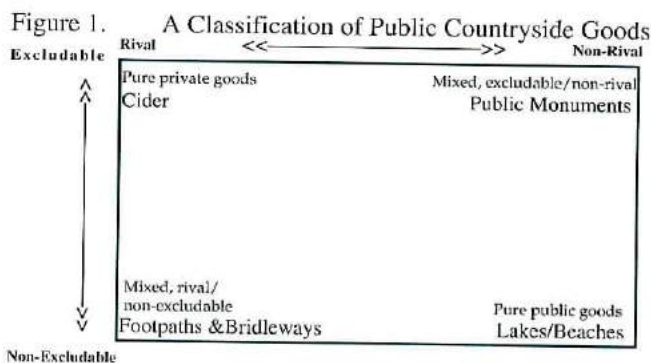 Figure 1. A Classification of Public Countryside Goods
Rival << >> Non-Rival
Excludable
Pure private goods
Cider
Mixed, excludable/non-rival
Public Monuments
Mixed, rival/
non-excludable
Footpaths &Bridleways
Pure public goods
Lakes/Beaches
Non-Excludable